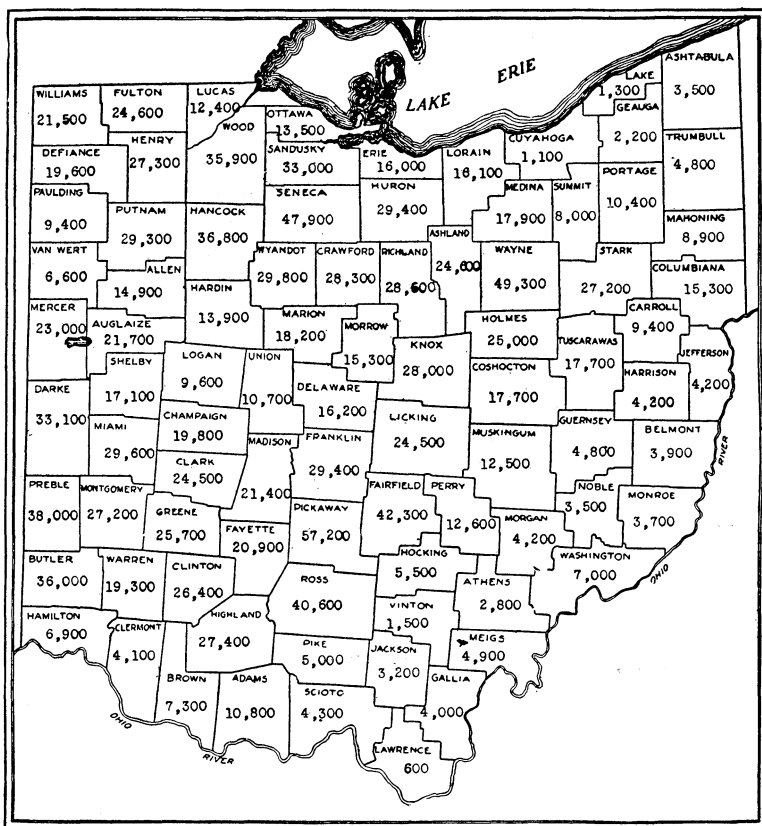 LAKE ERIE
ASHTABULA
3,500
LAKE
1,300
GEAUGA
2,200
CUYAHOGA
1,100
TRUMBULL
4,800
WILLIAMS
21,500
FULTON
24,600
LUCAS
12,400
OTTAWA
13,500
WOOD
35,900
SANDUSKY
33,000
ERIE
16,000
LORAIN
16,100
HENRY
27,300
DEFIANCE
19,600
PAULDING
9,400
PUTNAM
29,300
HANCOCK
36,800
SENECA
47,900
HURON
29,400
MEDINA
17,900
SUMMIT
8,000
PORTAGE
10,400
MAHONING
8,900
VAN WERT
6,600
ALLEN
14,900
WYANDOT
29,800
CRAWFORD
28,300
RICHLAND
28,600
ASHLAND
24,600
WAYNE
49,300
STARK
27,200
COLUMBIANA
15,300
MERCER
23,000
AUGLAIZE
21,700
HARDIN
13,900
MARION
18,200
MORROW
15,300
KNOX
28,000
HOLMES
25,000
TUSCARAWAS
17,700
CARROLL
9,400
JEFFERSON
4,200
SHELBY
17,100
LOGAN
9,600
UNION
10,700
DELAWARE
16,200
COSHOCTON
17,700
HARRISON
4,200
DARKE
33,100
MIAMI
29,600
CHAMPAIGN
19,800
MADISON
21,400
FRANKLIN
29,400
LICKING
24,500
MUSKINGUM
12,500
GUERNSEY
4,800
BELMONT
3,900
CLARK
24,500
PREBLE
38,000
MONTGOMERY
27,200
GREENE
25,700
FAYETTE
20,900
PICKAWAY
57,200
FAIRFIELD
42,300
PERRY
12,600
MORGAN
4,200
NOBLE
3,500
MONROE
3,700
BUTLER
36,000
WARREN
19,300
CLINTON
26,400
ROSS
40,600
HOCKING
5,500
ATHENS
2,800
WASHINGTON
7,000
HAMILTON
6,900
CLERMONT
4,100
HIGHLAND
27,400
PIKE
5,000
VINTON
1,500
JACKSON
3,200
MEIGS
4,900
BROWN
7,300
ADAMS
10,800
SCIOTO
4,300
GALLIA
4,000
LAWRENCE
600
OHIO RIVER
OHIO RIVER